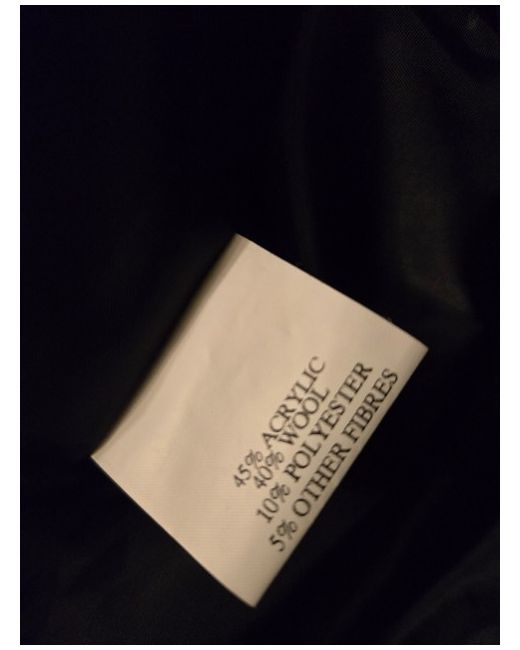 45% ACRYLIC
40% WOOL
10% POLYESTER
5% OTHER FIBRES